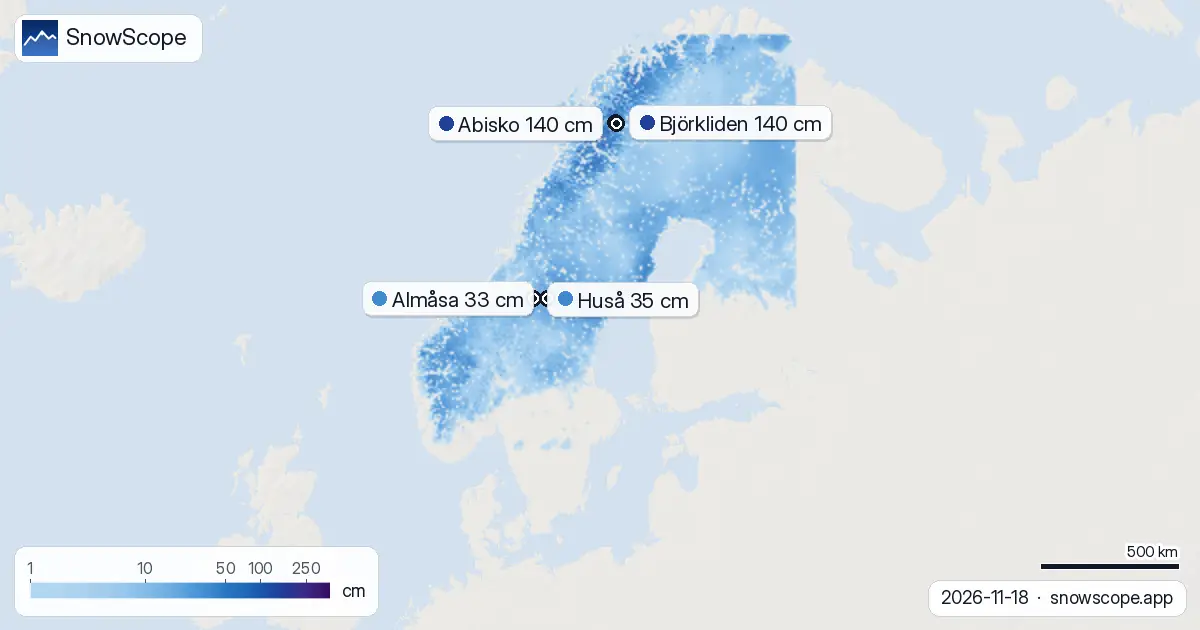 SnowScope
Abisko 140 cm
Björkliden 140 cm
Almåsa 33 cm
Huså 35 cm
1 10 50 100 250
cm
500 km
2026-11-18 · snowscope.app